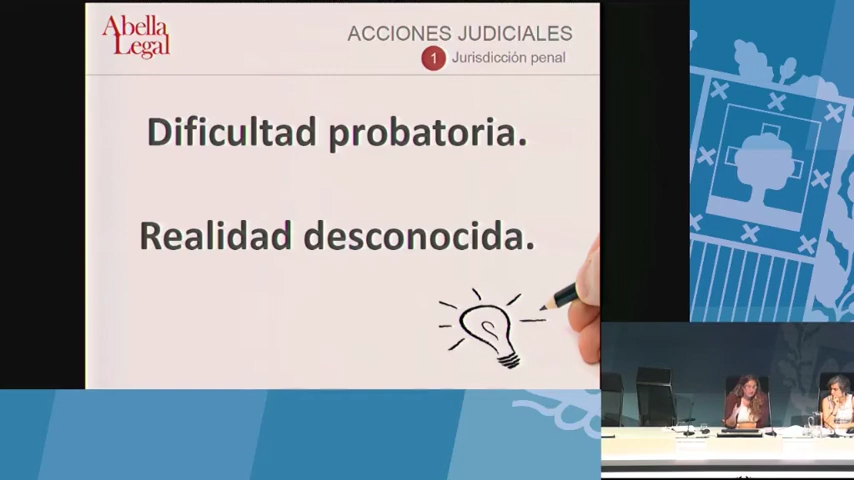 Abella
Legal
ACCIONES JUDICIALES
1 Jurisdicción penal
Dificultad probatoria.
Realidad desconocida.